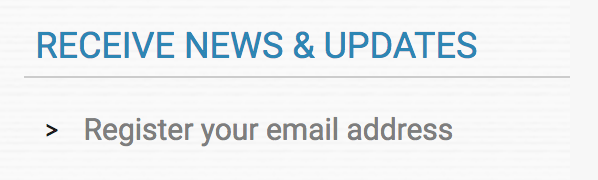 RECEIVE NEWS & UPDATES
> Register your email address